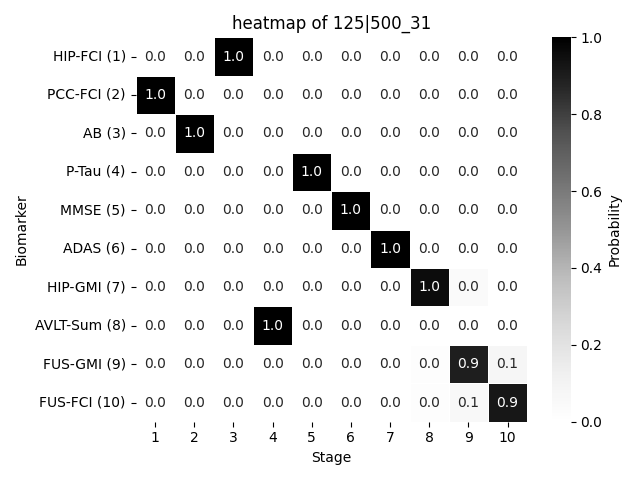 heatmap of 125|500_31
HIP-FCI (1) 0.0 0.0 1.0 0.0 0.0 0.0 0.0 0.0 0.0 0.0
PCC-FCI (2) 1.0 0.0 0.0 0.0 0.0 0.0 0.0 0.0 0.0 0.0
AB (3) 0.0 1.0 0.0 0.0 0.0 0.0 0.0 0.0 0.0 0.0
P-Tau (4) 0.0 0.0 0.0 0.0 1.0 0.0 0.0 0.0 0.0 0.0
MMSE (5) 0.0 0.0 0.0 0.0 0.0 1.0 0.0 0.0 0.0 0.0
ADAS (6) 0.0 0.0 0.0 0.0 0.0 0.0 1.0 0.0 0.0 0.0
HIP-GMI (7) 0.0 0.0 0.0 0.0 0.0 0.0 0.0 1.0 0.0 0.0
AVLT-Sum (8) 0.0 0.0 0.0 1.0 0.0 0.0 0.0 0.0 0.0 0.0
FUS-GMI (9) 0.0 0.0 0.0 0.0 0.0 0.0 0.0 0.0 0.9 0.1
FUS-FCI (10) 0.0 0.0 0.0 0.0 0.0 0.0 0.0 0.0 0.1 0.9
1 2 3 4 5 6 7 8 9 10
Stage
Biomarker
1.0
0.8
0.6
0.4
0.2
0.0
Probability